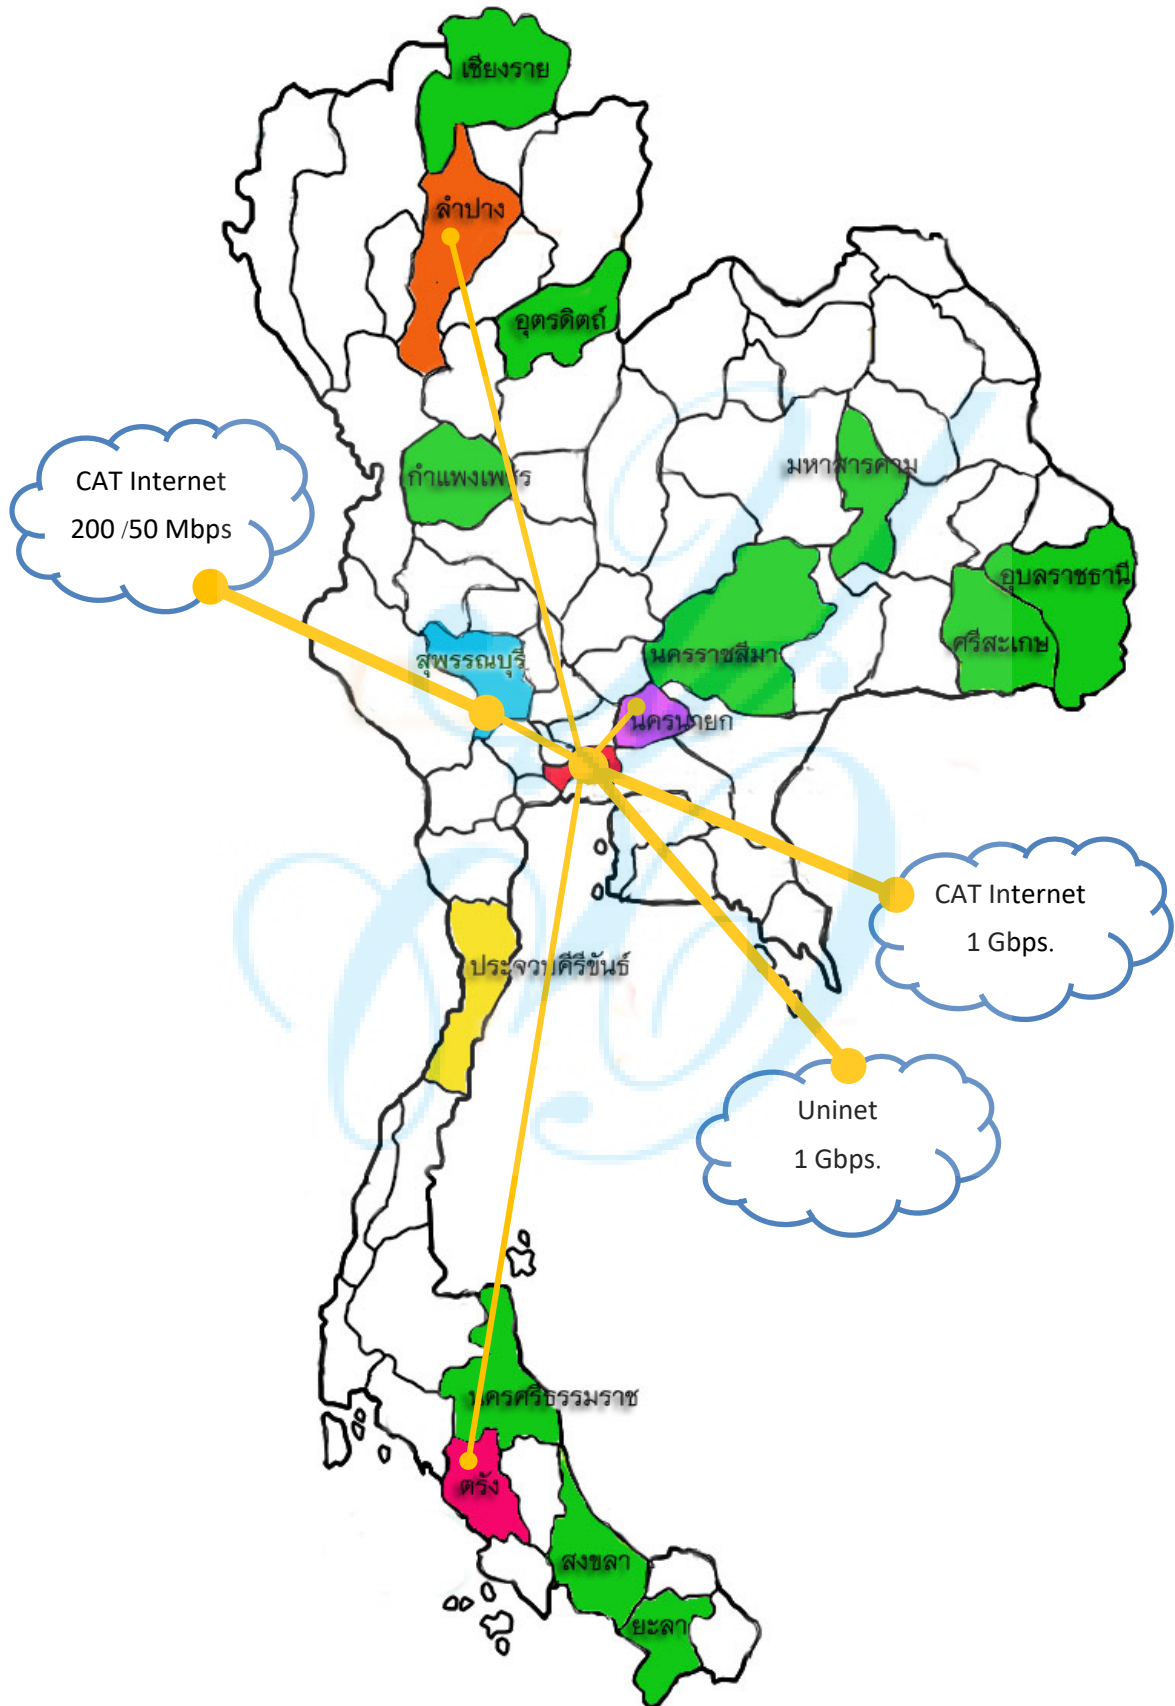 เชียงราย
ลำปาง
อุตรดิตถ์
กำแพงเพชร
มหาสารคาม
CAT Internet
200 /50 Mbps
อุบลราชธานี
ศรีสะเกษ
นครราชสีมา
สุพรรณบุรี
นครนายก
CAT Internet
1 Gbps.
ประจวบคีรีขันธ์
Uninet
1 Gbps.
นครศรีธรรมราช
ตรัง
สงขลา
ยะลา